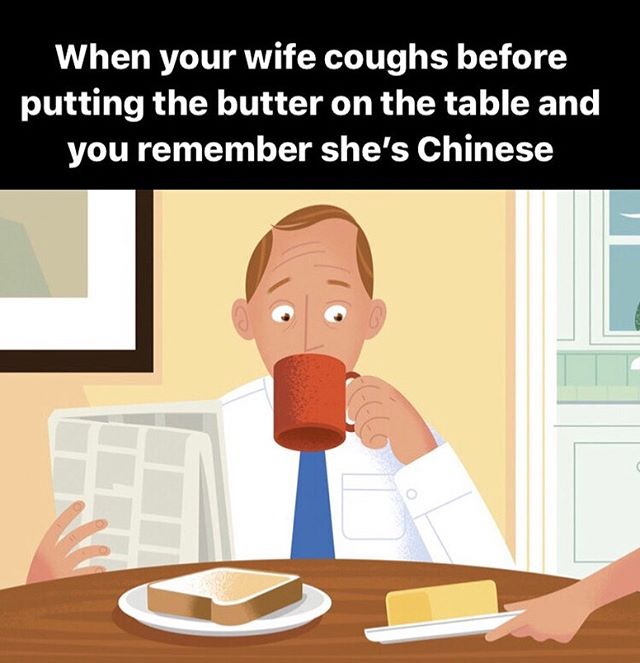 When your wife coughs before
putting the butter on the table and
you remember she’s Chinese